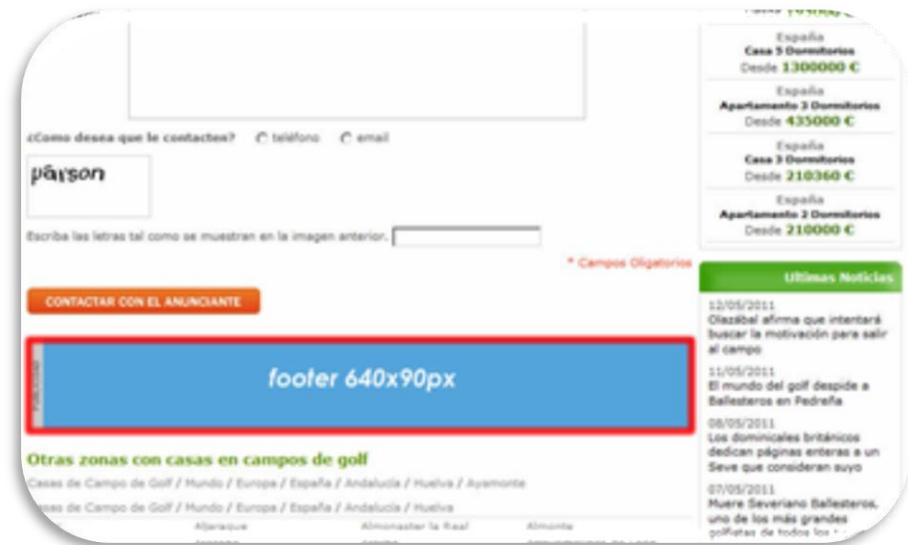 España
Casa 5 Dormitorios
Desde 1300000 €
España
Apartamento 3 Dormitorios
Desde 435000 €
España
Casa 3 Dormitorios
Desde 210360 €
España
Apartamento 2 Dormitorios
Desde 210000 €
¿Como desea que le contacten? teléfono email
parson
Escriba las letras tal como se muestran en la imagen anterior.
* Campos Oligatorios
CONTACTAR CON EL ANUNCIANTE
PUBLICIDAD
footer 640x90px
Otras zonas con casas en campos de golf
Casas de Campo de Golf / Mundo / Europa / España / Andalucía / Huelva / Ayamonte
Casas de Campo de Golf / Mundo / Europa / España / Andalucía / Huelva
Aljaraque Almonaster la Real Almonte
Ultimas Noticias
12/05/2011
Olazábal afirma que intentará
buscar la motivación para salir
al campo
11/05/2011
El mundo del golf despide a
Ballesteros en Pedreña
08/05/2011
Los dominicales británicos
dedican páginas enteras a un
Seve que consideran suyo
07/05/2011
Muere Severiano Ballesteros,
uno de los más grandes
golfistas de todos los